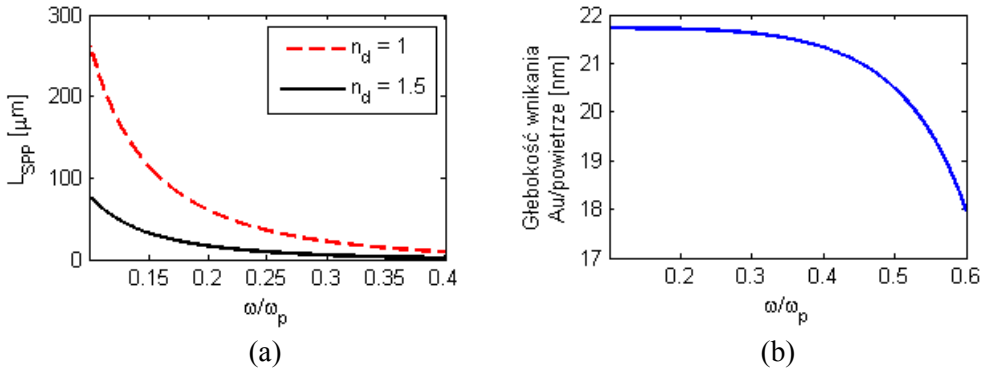 300
200
100
0
L_SPP [μm]
n_d = 1
n_d = 1.5
0.15 0.2 0.25 0.3 0.35 0.4
ω/ω_p
(a)
22
21
20
19
18
17
Głebokość wnikania
Au/powietrze [nm]
0.2 0.3 0.4 0.5 0.6
ω/ω_p
(b)